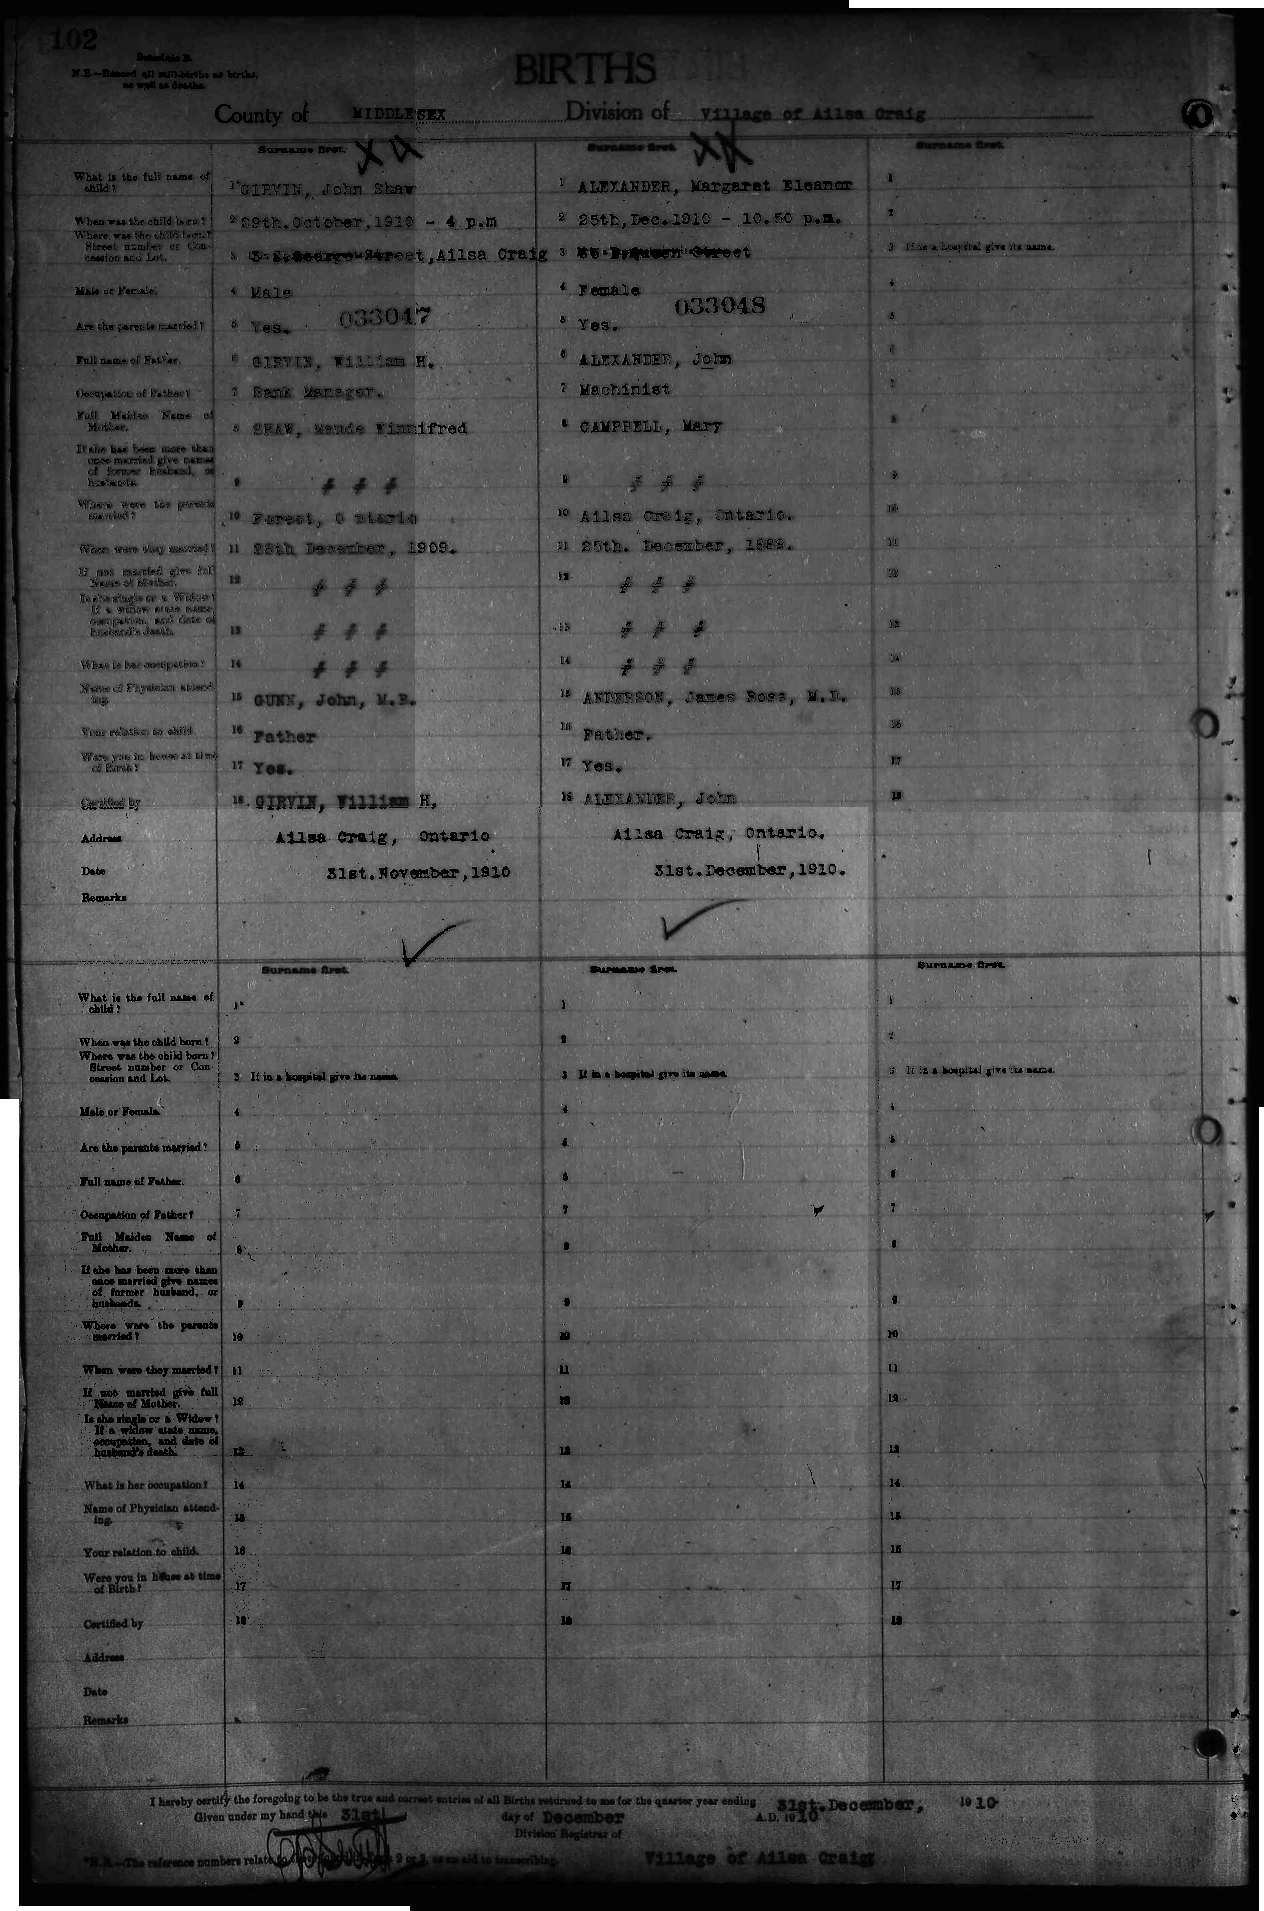 102
Schedule B.
N.B.—Record all still-births as births,
as well as deaths.
BIRTHS
County of MIDDLESEX Division of Village of Ailsa Craig
Surname first. Surname first. Surname first.
What is the full name of child? 1 GIRVIN, John Shaw 1 ALEXANDER, Margaret Eleanor 1
When was the child born? 2 29th. October, 1910 - 4 p.m 2 25th, Dec. 1910 - 10.50 p.m. 2
Where was the child born? Street number or Concession and Lot. 3 Street, Ailsa Craig 3 Street 3 If in a hospital give its name.
Male or Female. 4 Male 4 Female 4
033047 033048
Are the parents married? 5 Yes. 5 Yes. 5
Full name of Father. 6 GIRVIN, William H. 6 ALEXANDER, John 6
Occupation of Father? 7 Bank Manager. 7 Machinist 7
Full Maiden Name of Mother. 8 SHAW, Maude Winnifred 8 CAMPBELL, Mary 8
If she has been more than once married give names of former husband, or husbands. 9 9 9
Where were the parents married? 10 Forest, O ntario 10 Ailsa Craig, Ontario. 10
When were they married? 11 28th December, 1909. 11 25th. December, 1889. 11
If not married give full Name of Mother. 12 12 12
Is she single or a Widow? If a widow state name, occupation, and date of husband's death. 13 13 13
What is her occupation? 14 14 14
Name of Physician attending. 15 GUNN, John, M.B. 15 ANDERSON, James Ross, M.D. 15
Your relation to child. 16 Father 16 Father. 16
Were you in house at time of Birth? 17 Yes. 17 Yes. 17
Certified by 18. GIRVIN, William H. 18 ALEXANDER, John 18
Address Ailsa Craig, Ontario Ailsa Craig, Ontario.
Date 31st. November, 1910 31st. December, 1910.
Remarks
Surname first. Surname first. Surname first.
What is the full name of child? 1 1 1
When was the child born? 2 2 2
Where was the child born? Street number or Concession and Lot. 3 If in a hospital give its name. 3 If in a hospital give its name. 3 If in a hospital give its name.
Male or Female. 4 4 4
Are the parents married? 5 5 5
Full name of Father. 6 6 6
Occupation of Father? 7 7 7
Full Maiden Name of Mother. 8 8 8
If she has been more than once married give names of former husband, or husbands. 9 9 9
Where were the parents married? 10 10 10
When were they married? 11 11 11
If not married give full Name of Mother. 12 12 12
Is she single or a Widow? If a widow state name, occupation, and date of husband's death. 13 13 13
What is her occupation? 14 14 14
Name of Physician attending. 15 15 15
Your relation to child. 16 16 16
Were you in house at time of Birth? 17 17 17
Certified by 18 18 18
Address
Date
Remarks
I hereby certify the foregoing to be the true and correct entries of all Births returned to me for the quarter year ending 31st. December, 1910
Given under my hand this 31st day of December A.D. 1910
Division Registrar of
Village of Ailsa Craig
*N.B.—The reference numbers relate to 2 or 3, as an aid to transcribing.